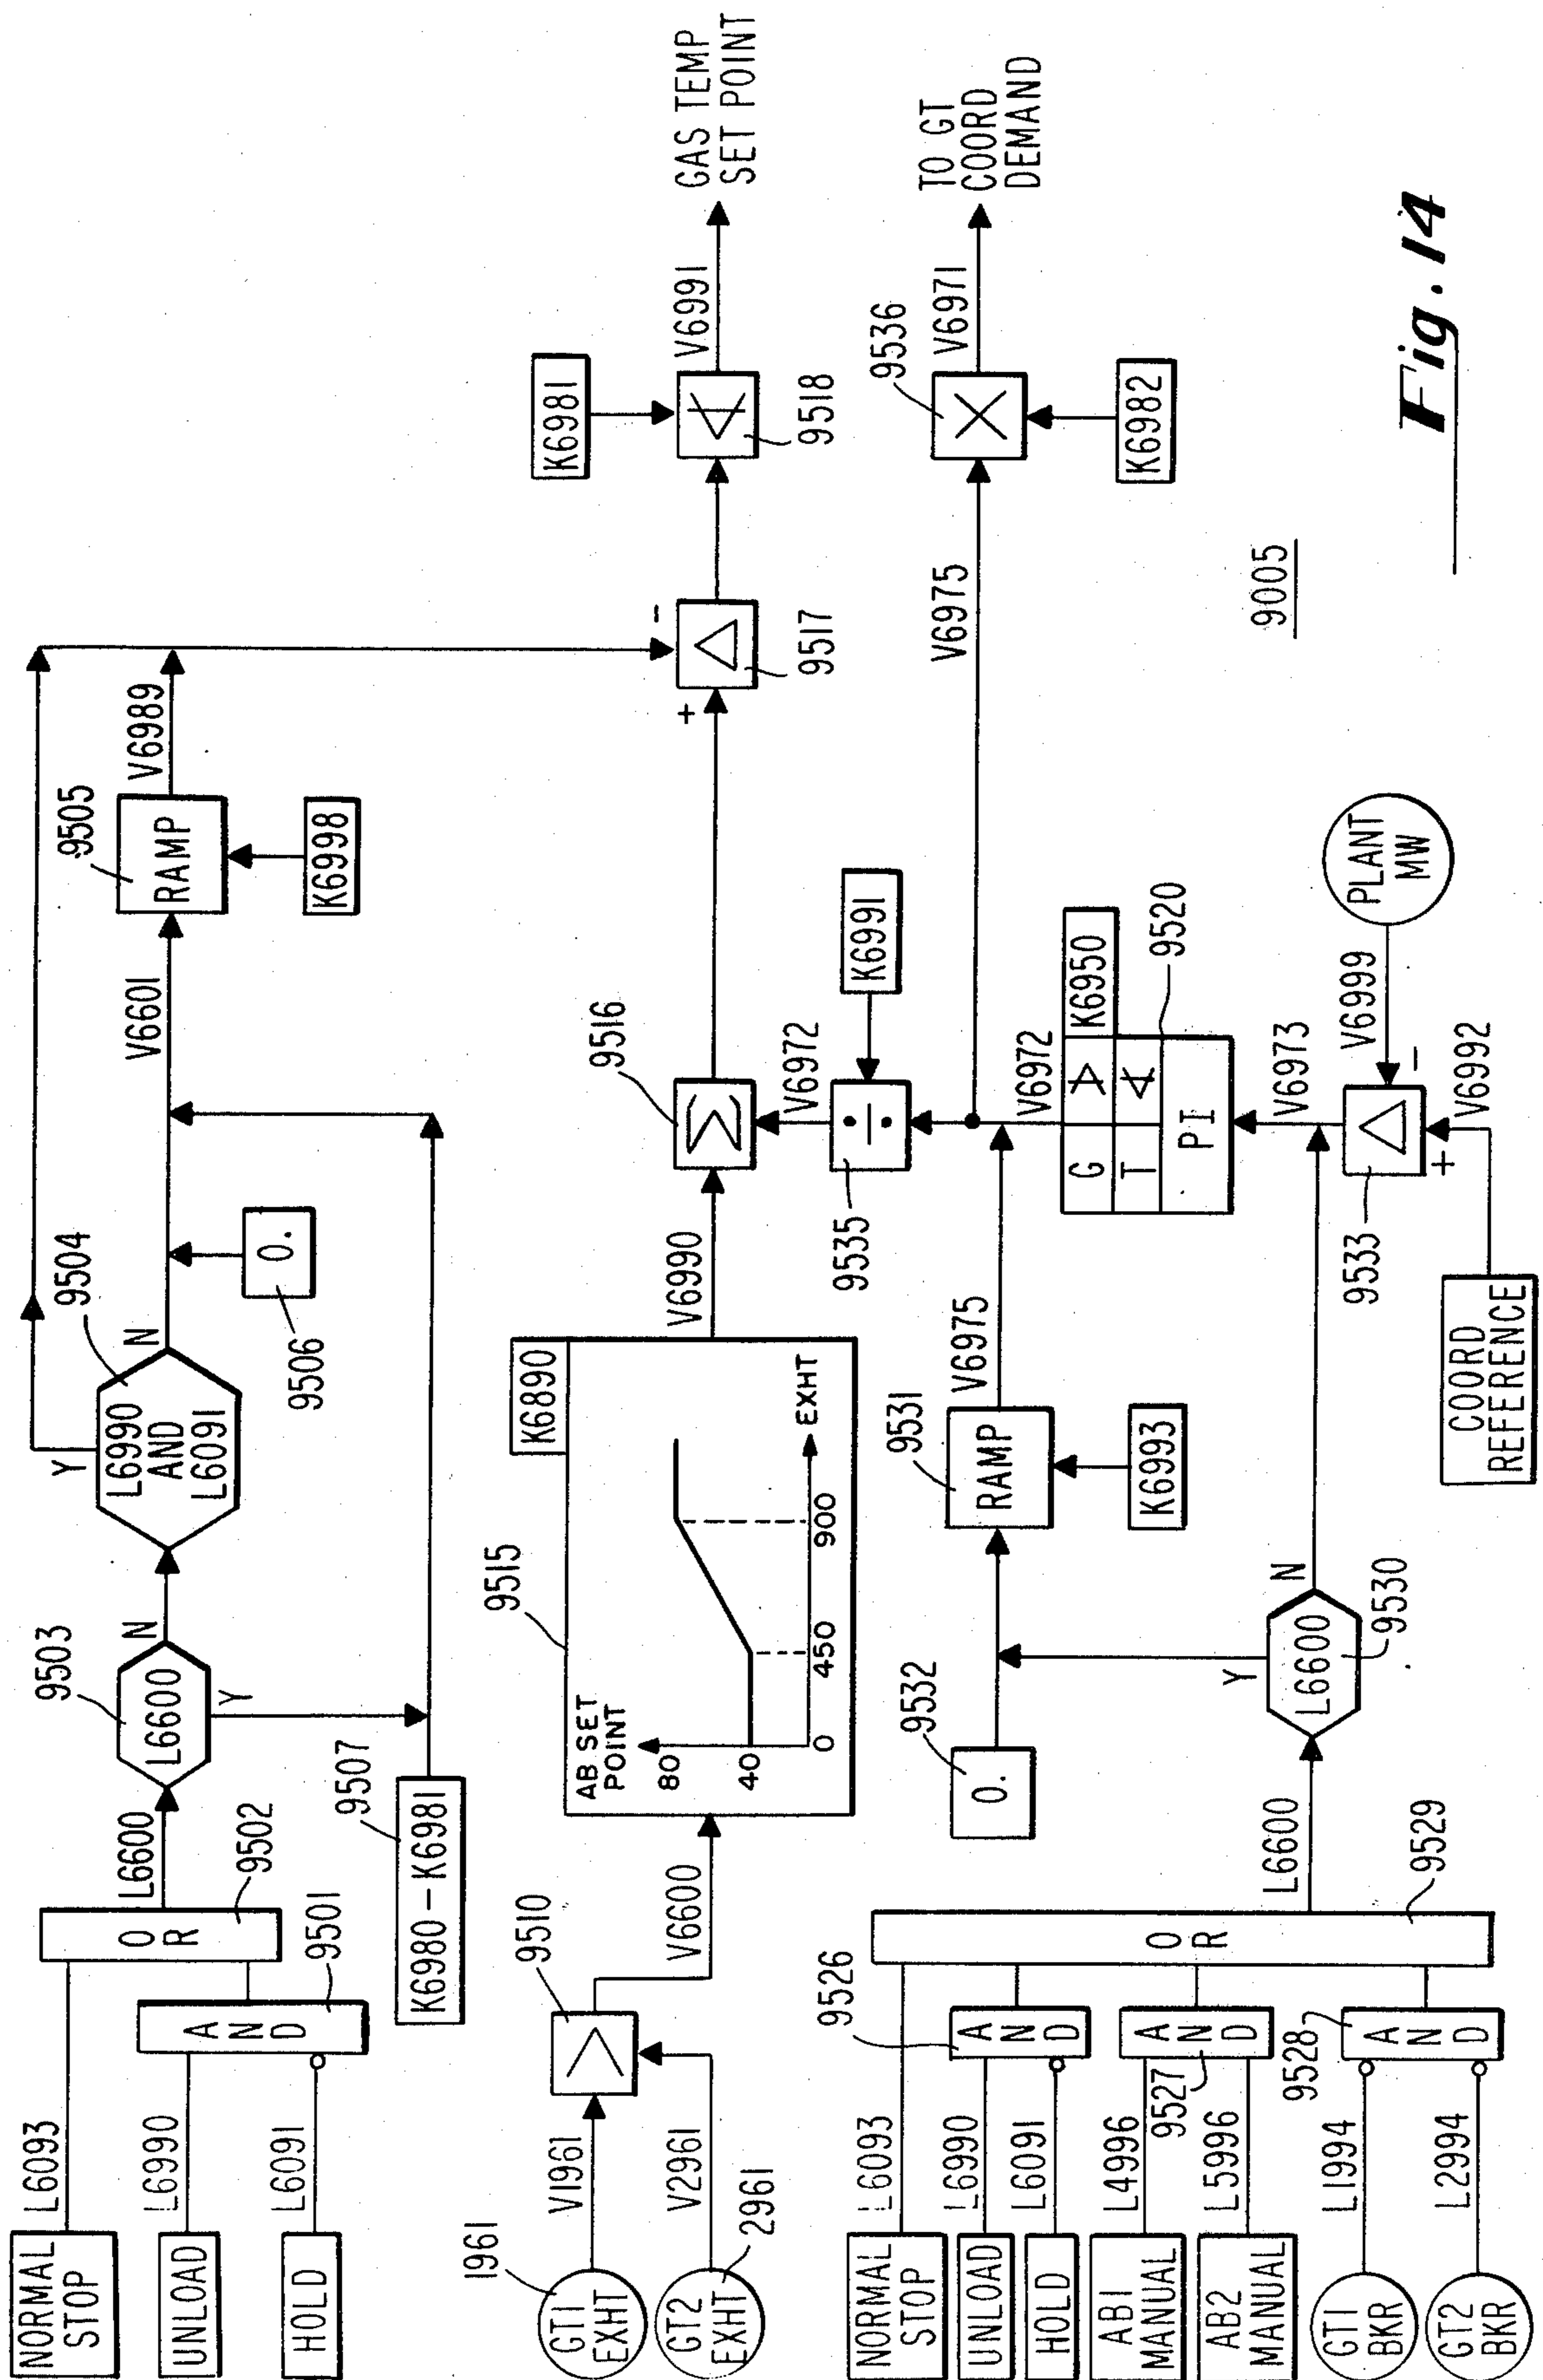 NORMAL
STOP
L6093
UNLOAD
L6990
HOLD
L6091
AND
9501
OR
9502
L6600
L6600
9503
N
Y
L6990
AND
L6091
9504
Y
N
0.
9506
K6980-K6981
9507
V6601
RAMP
9505
K6998
V6989
GT1
EXHT
1961
V1961
GT2
EXHT
2961
V2961
>
9510
V6600
9515
K6890
AB SET
POINT
80
40
0
450
900
EXHT
V6990
Σ
9516
V6972
+
-
Δ
9517
K6981
9518
V6991
GAS TEMP
SET POINT
NORMAL
STOP
L6093
UNLOAD
L6990
HOLD
L6091
AND
9526
AB1
MANUAL
L4996
AB2
MANUAL
L5996
AND
9527
GT1
BKR
L1994
GT2
BKR
L2994
AND
9528
OR
9529
L6600
L6600
9530
Y
N
0.
9532
RAMP
9531
K6993
V6975
÷
9535
K6991
V6972
G
T
PI
K6950
9520
V6973
Δ
9533
+
-
COORD
REFERENCE
V6992
PLANT
MW
V6999
V6975
X
9536
K6982
V6971
TO GT
COORD
DEMAND
9005
Fig. 14